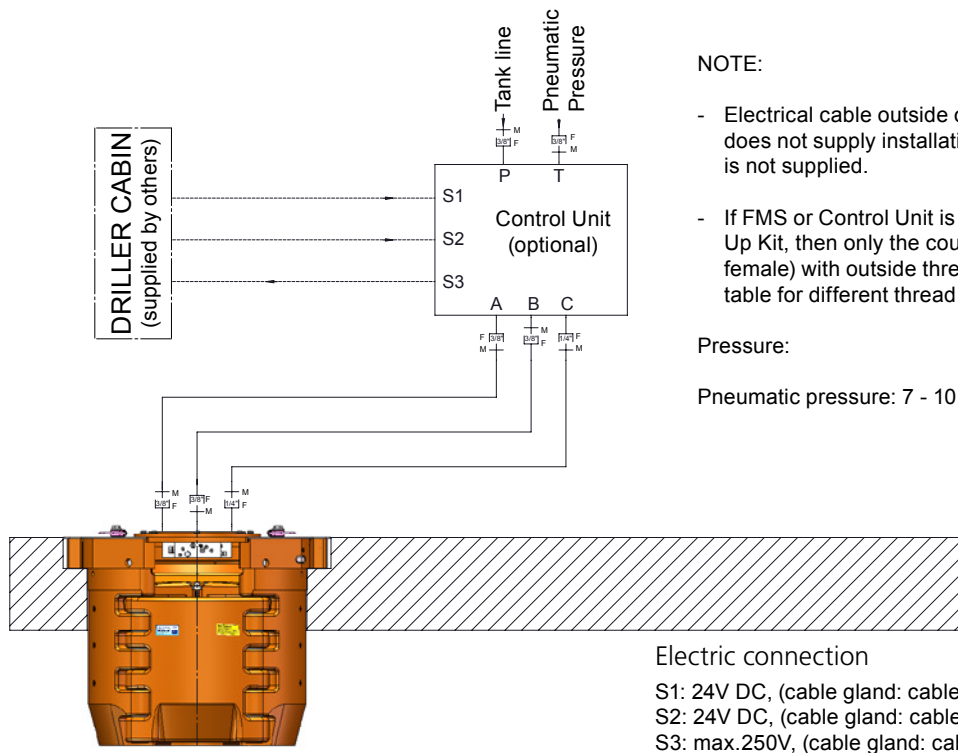 Tank line
Pneumatic
Pressure
M
3/8"
F
F
3/8"
M
P
T
DRILLER CABIN
(supplied by others)
S1
S2
S3
Control Unit
(optional)
A
B
C
F
3/8"
M
M
3/8"
F
F
1/4"
M
M
3/8"
F
3/8"
F
M
M
1/4"
F
NOTE:
- Electrical cable outside o
does not supply installati
is not supplied.
- If FMS or Control Unit is
Up Kit, then only the cou
female) with outside thre
table for different thread
Pressure:
Pneumatic pressure: 7 - 10
Electric connection
S1: 24V DC, (cable gland: cable
S2: 24V DC, (cable gland: cable
S3: max.250V, (cable gland: cal